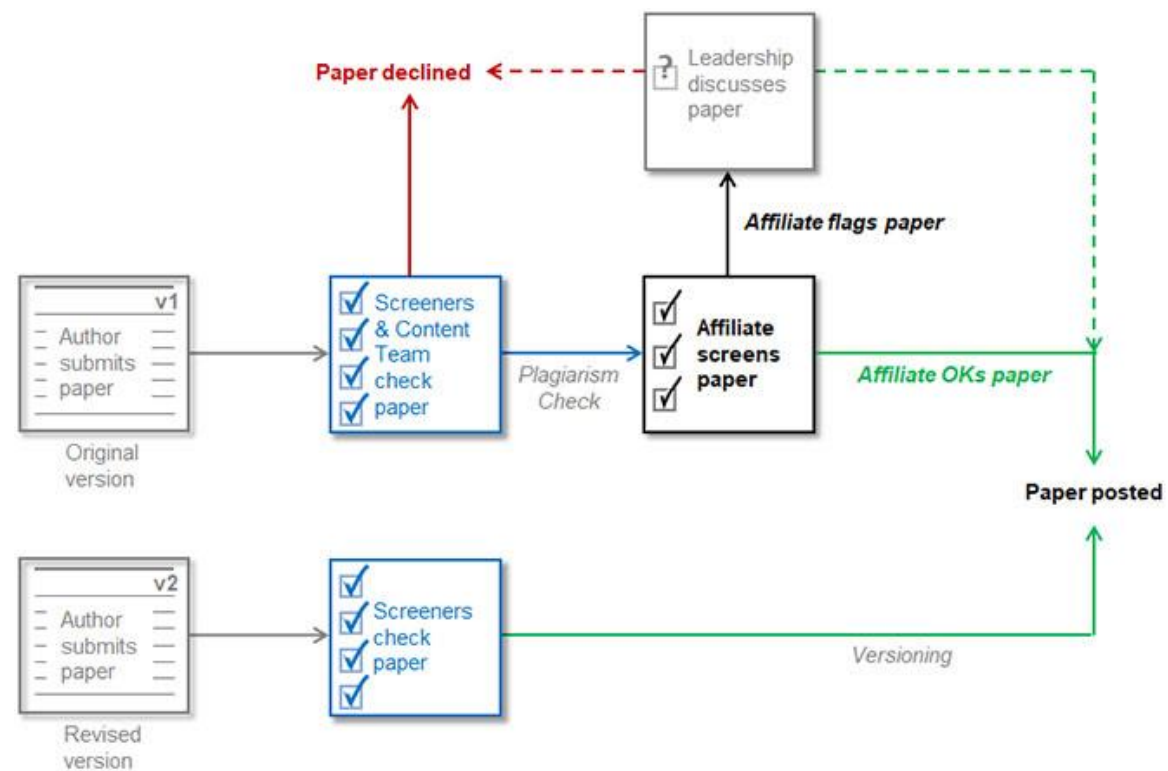 Paper declined
?
Leadership
discusses
paper
Affiliate flags paper
v1
Author
submits
paper
Original
version
Screeners
& Content
Team
check
paper
Plagiarism
Check
Affiliate
screens
paper
Affiliate OKs paper
Paper posted
v2
Author
submits
paper
Revised
version
Screeners
check
paper
Versioning